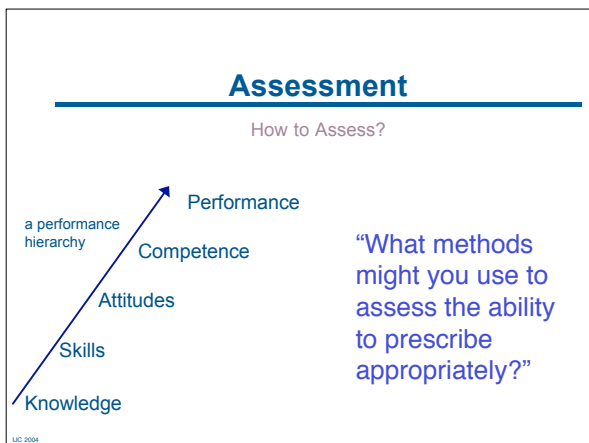 Assessment
How to Assess?
Performance
a performance
hierarchy
Competence
Attitudes
Skills
Knowledge
“What methods
might you use to
assess the ability
to prescribe
appropriately?”
IJC 2004